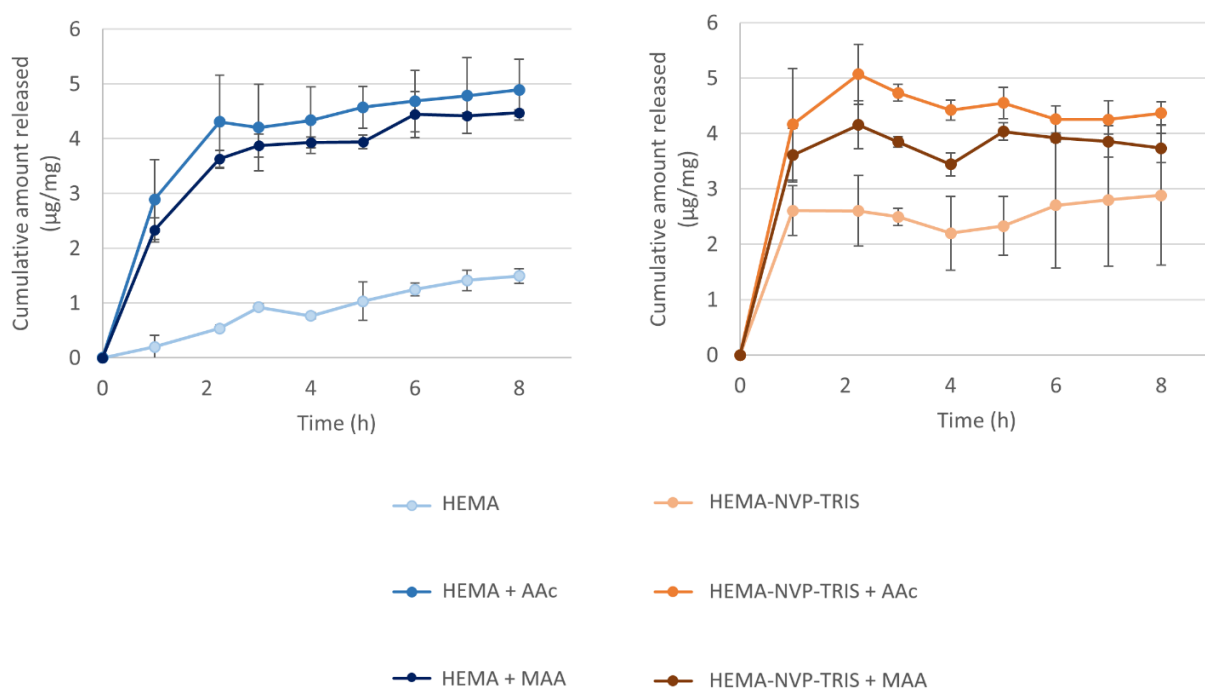 Cumulative amount released
(µg/mg)
6
5
4
3
2
1
0
0 2 4 6 8
Time (h)
Cumulative amount released
(µg/mg)
6
5
4
3
2
1
0
0 2 4 6 8
Time (h)
HEMA
HEMA-NVP-TRIS
HEMA + AAc
HEMA-NVP-TRIS + AAc
HEMA + MAA
HEMA-NVP-TRIS + MAA